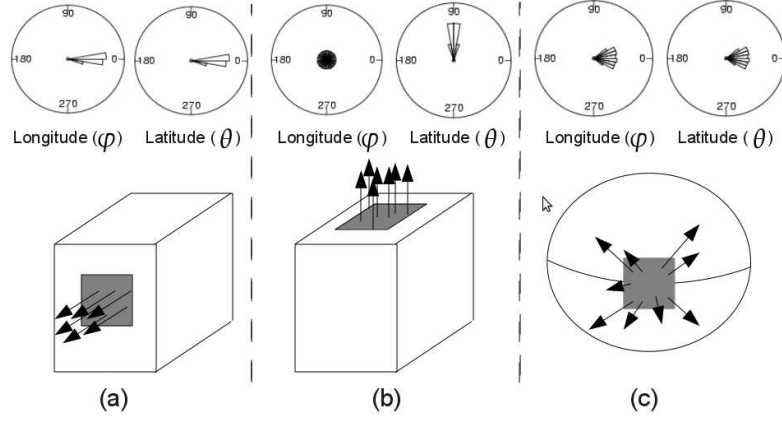 90 90 90 90 90 90
180 0 180 0 180 0 180 0 180 0 180 0
270 270 270 270 270 270
Longitude (φ) Latitude (θ) Longitude (φ) Latitude (θ) Longitude (φ) Latitude (θ)
(a) (b) (c)